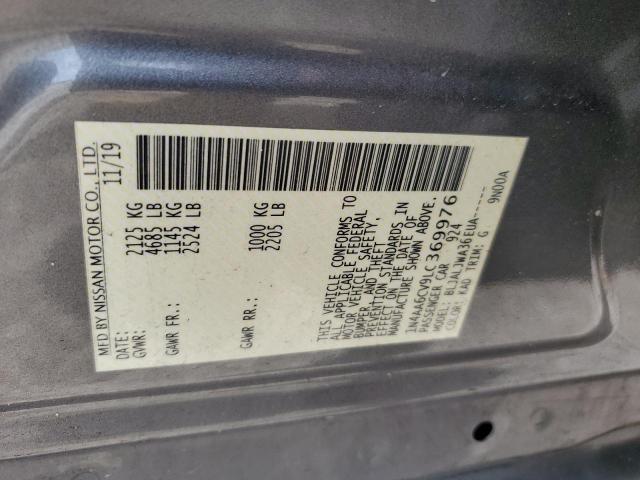 MFD BY NISSAN MOTOR CO., LTD.
DATE: 11/19
GVWR: 2125 KG
4685 LB
GAWR FR.: 1145 KG
2524 LB
GAWR RR.: 1000 KG
2205 LB
THIS VEHICLE CONFORMS TO
ALL APPLICABLE FEDERAL
MOTOR VEHICLE SAFETY,
BUMPER AND THEFT
PREVENTION STANDARDS IN
EFFECT ON THE DATE OF
MANUFACTURE SHOWN ABOVE.
1N4AA6CV9LC369976
PASSENGER CAR 924
MODEL: BLJALJWA36EUA-----
COLOR: KAD TRIM: G 9N00A